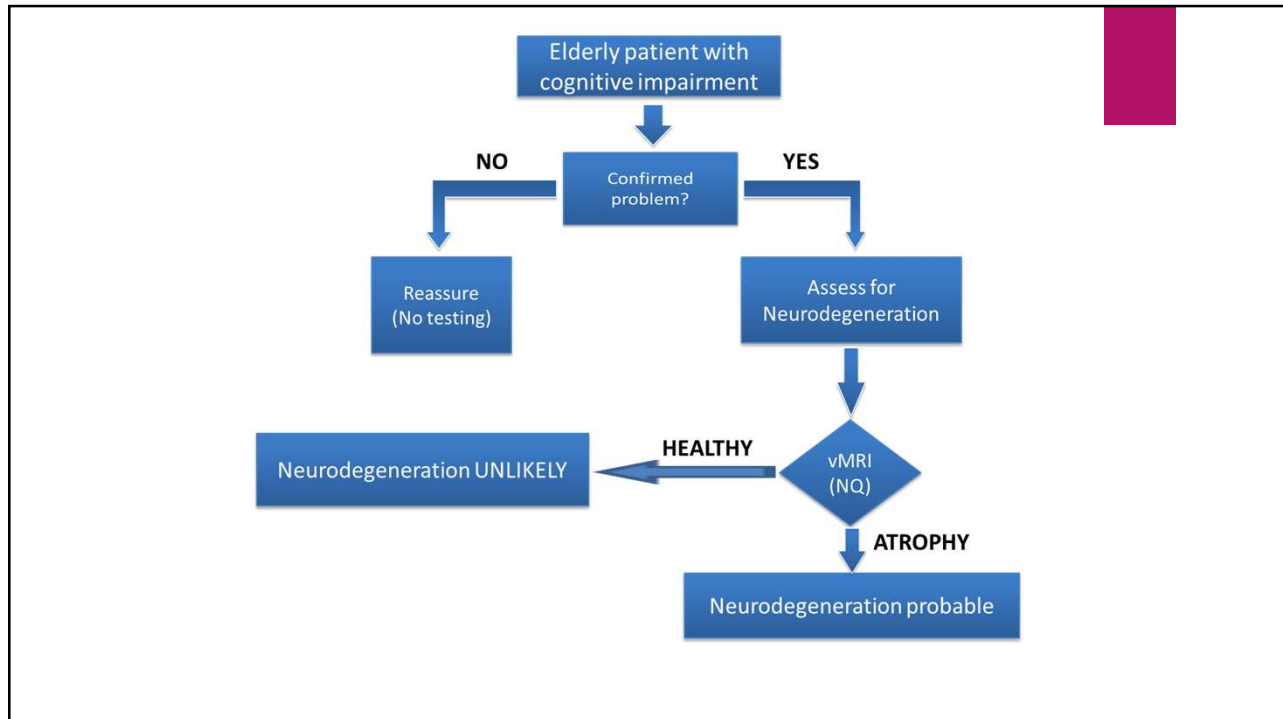 Elderly patient with
cognitive impairment
NO
YES
Confirmed
problem?
Reassure
(No testing)
Assess for
Neurodegeneration
HEALTHY
Neurodegeneration UNLIKELY
vMRI
(NQ)
ATROPHY
Neurodegeneration probable